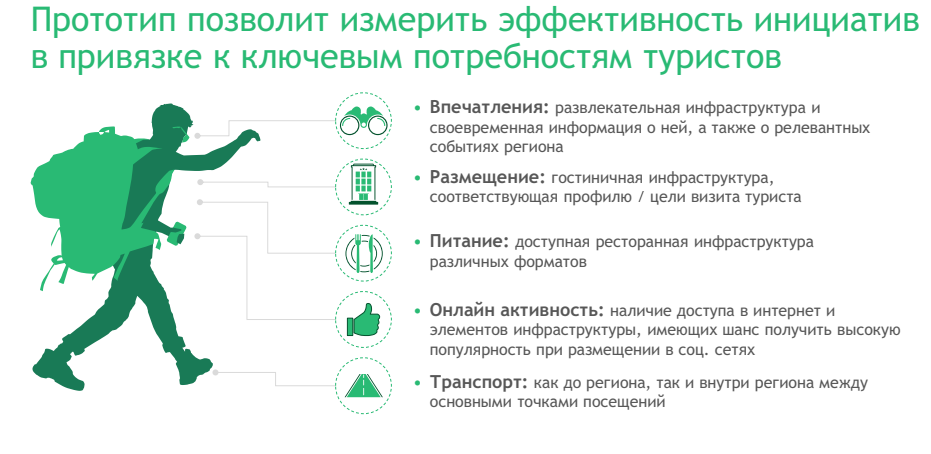 Прототип позволит измерить эффективность инициатив
в привязке к ключевым потребностям туристов
• Впечатления: развлекательная инфраструктура и
своевременная информация о ней, а также о релевантных
событиях региона
• Размещение: гостиничная инфраструктура,
соответствующая профилю / цели визита туриста
• Питание: доступная ресторанная инфраструктура
различных форматов
• Онлайн активность: наличие доступа в интернет и
элементов инфраструктуры, имеющих шанс получить высокую
популярность при размещении в соц. сетях
• Транспорт: как до региона, так и внутри региона между
основными точками посещений